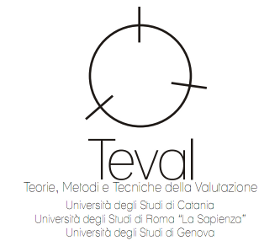 Teval
Teorie, Metodi e Tecniche della Valutazione
Università degli Studi di Catania
Università degli Studi di Roma "La Sapienza"
Università degli Studi di Genova